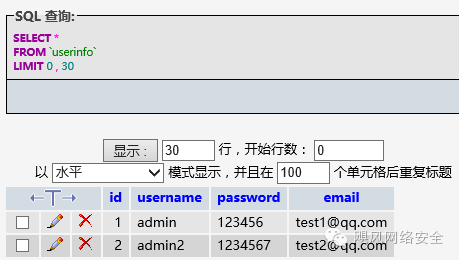 SQL 查询:
SELECT *
FROM `userinfo`
LIMIT 0 , 30
显示 : 30 行，开始行数： 0
以 水平 模式显示，并且在 100 个单元格后重复标题
←T→ id username password email
1 admin 123456 test1@qq.com
2 admin2 1234567 test2@qq.com
飓风网络安全